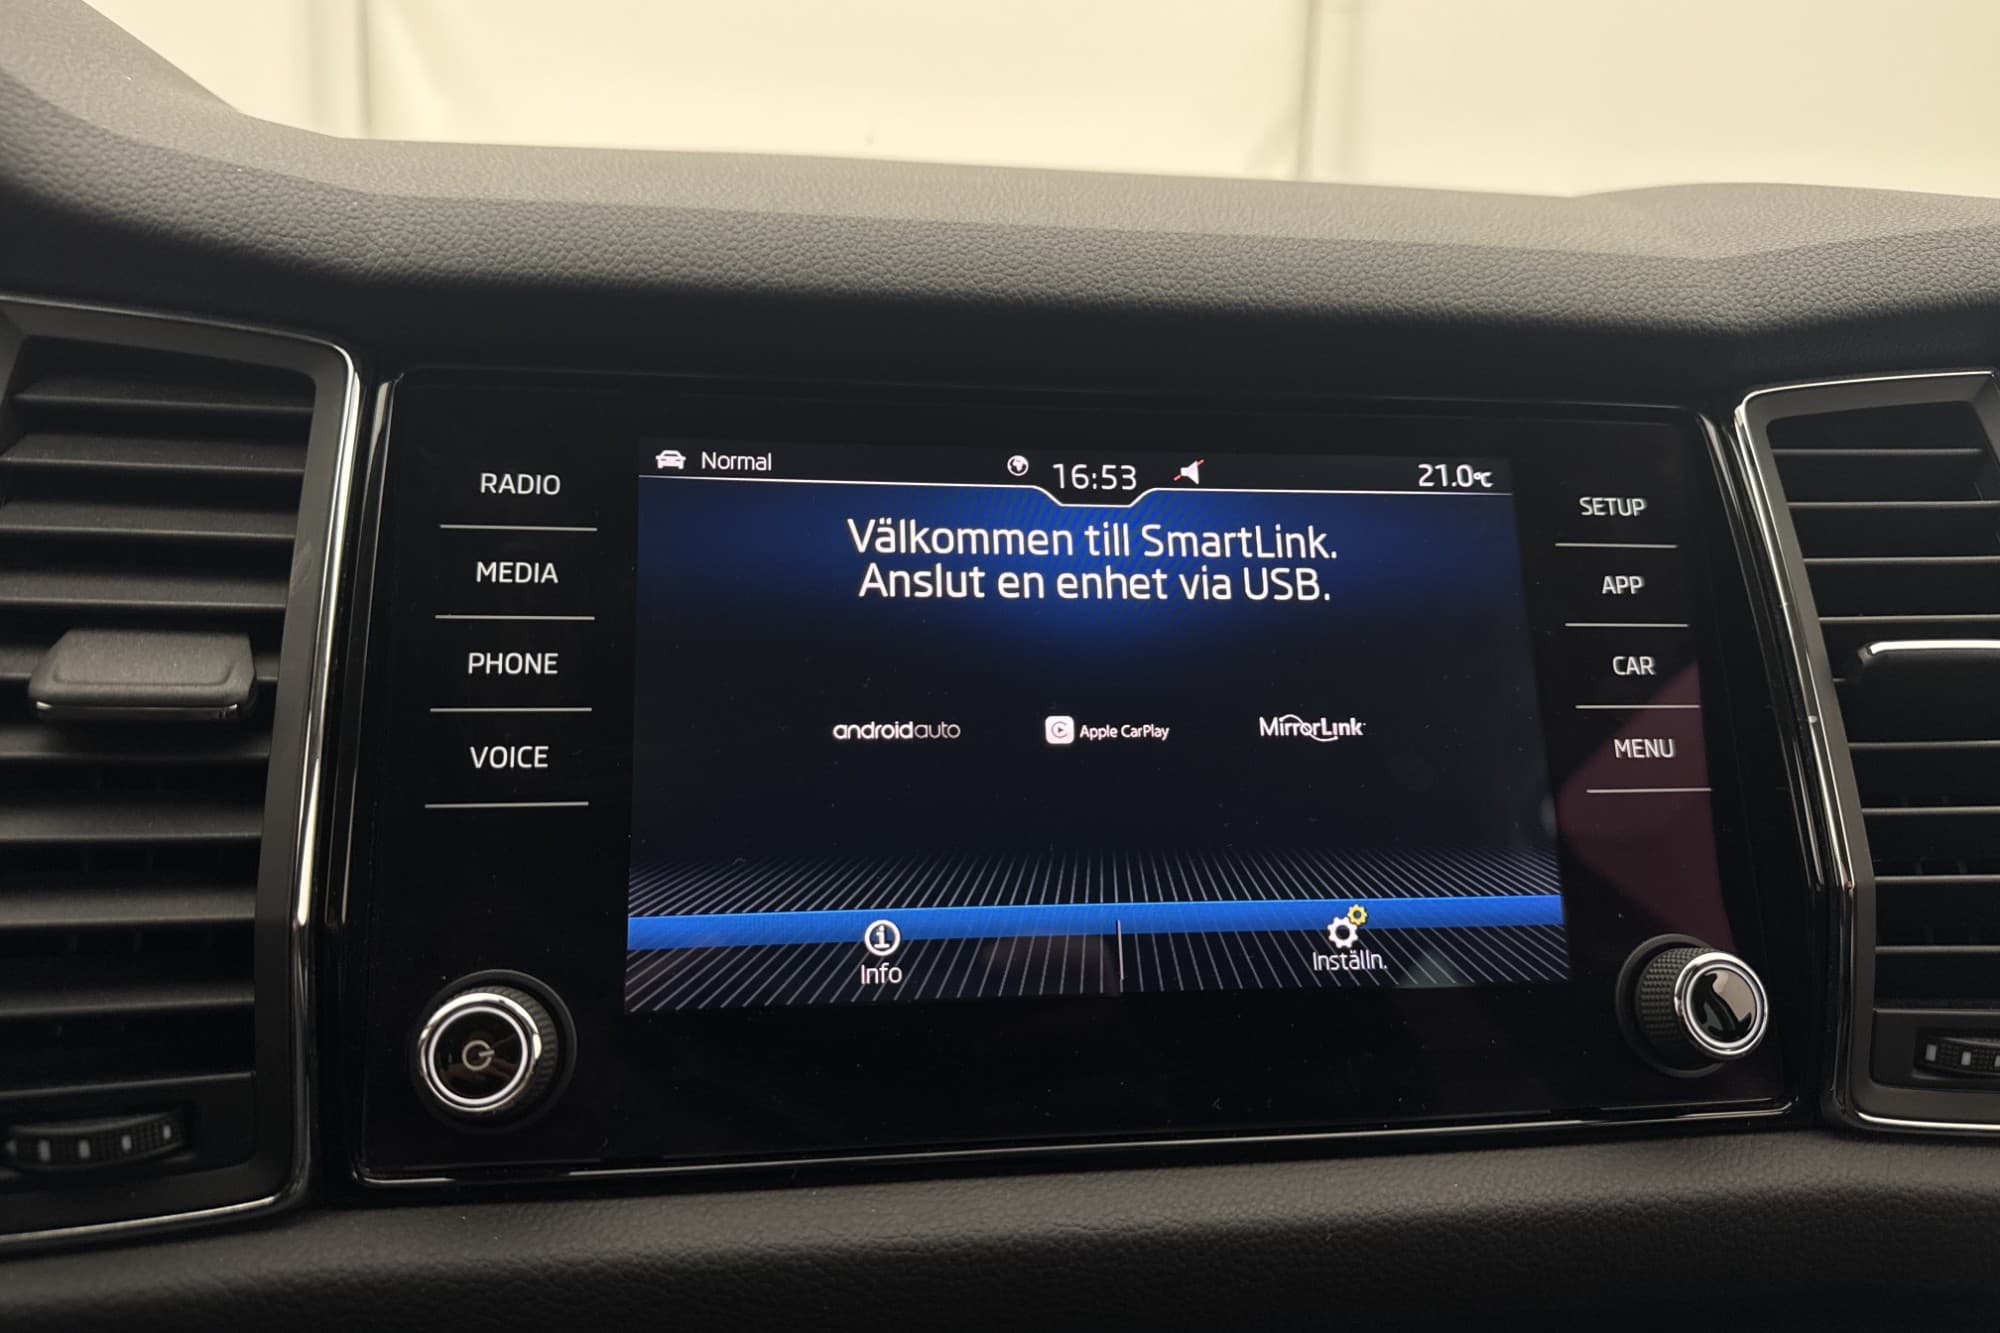 RADIO
MEDIA
PHONE
VOICE
Normal
16:53
21.0°C
Välkommen till SmartLink.
Anslut en enhet via USB.
androidauto
Apple CarPlay
MirrorLink
Info
Inställn.
SETUP
APP
CAR
MENU